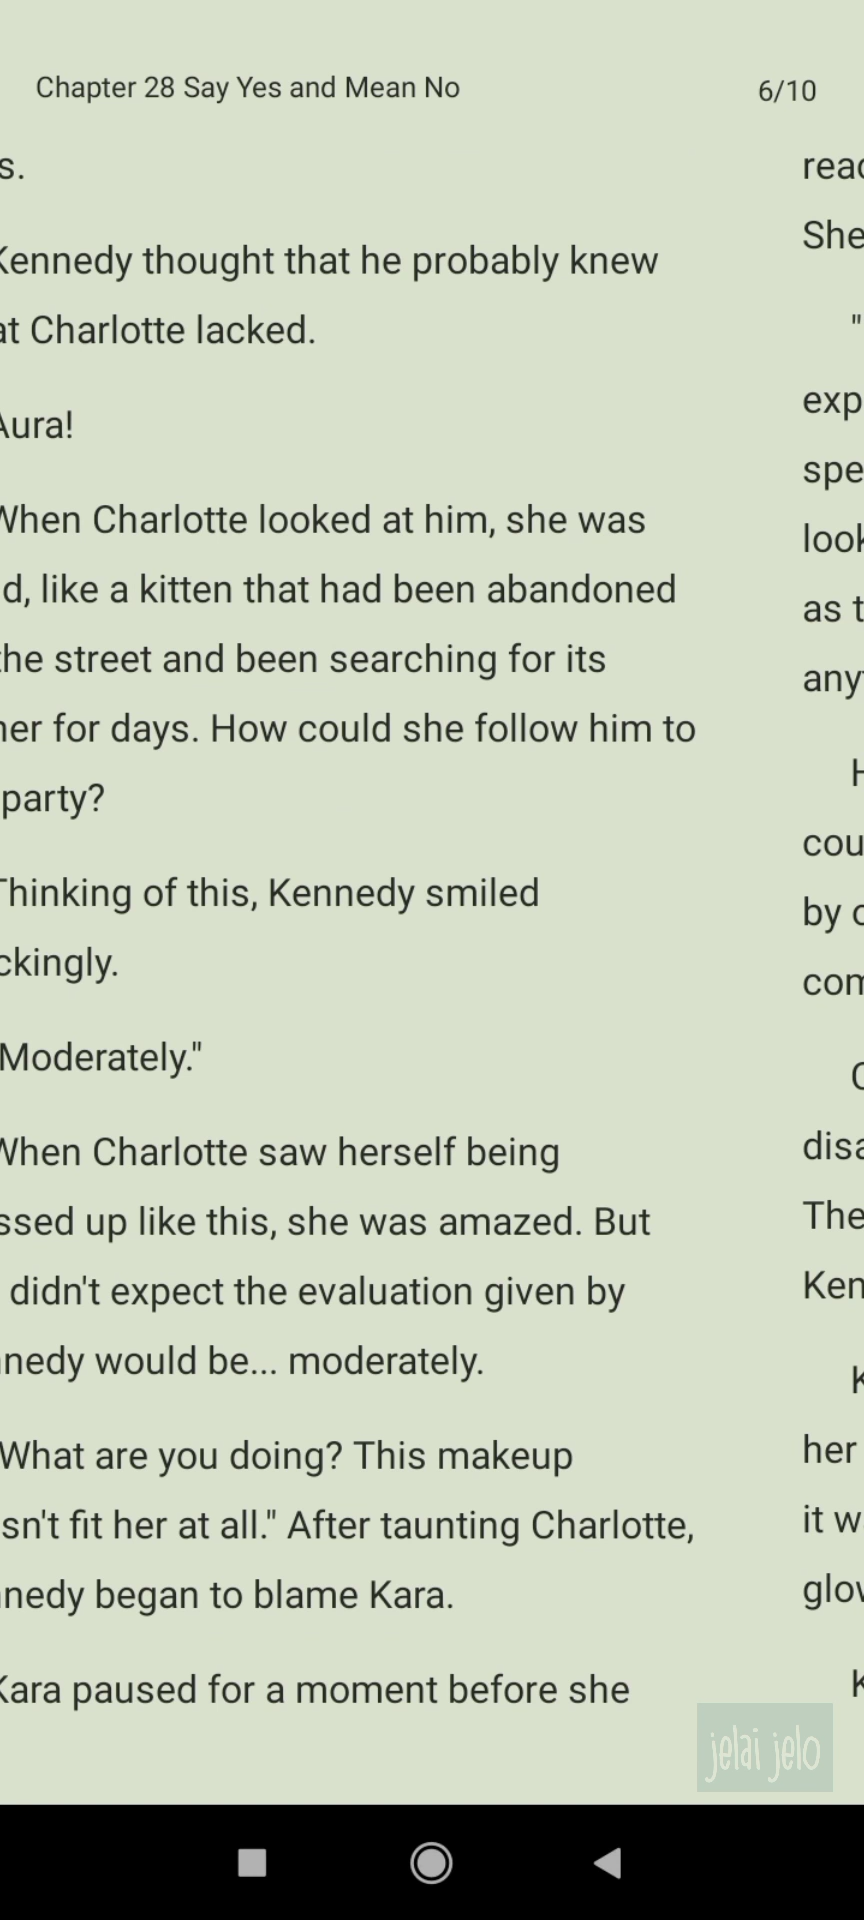 Chapter 28 Say Yes and Mean No
6/10
s.
Kennedy thought that he probably knew
at Charlotte lacked.
Aura!
When Charlotte looked at him, she was
d, like a kitten that had been abandoned
the street and been searching for its
her for days. How could she follow him to
party?
Thinking of this, Kennedy smiled
ckingly.
Moderately."
When Charlotte saw herself being
ssed up like this, she was amazed. But
didn't expect the evaluation given by
nnedy would be... moderately.
What are you doing? This makeup
sn't fit her at all." After taunting Charlotte,
nnedy began to blame Kara.
Kara paused for a moment before she
read
She
"
exp
spe
look
as t
any
H
cou
by c
com
C
disa
The
Ken
K
her
it w
glow
K
jelai jelo